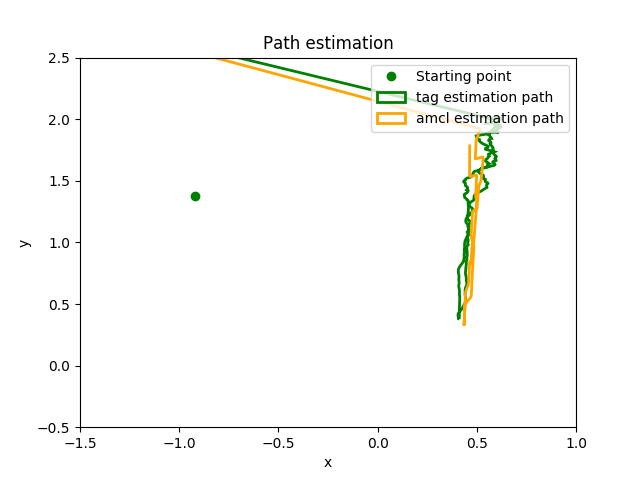 Path estimation
2.5
2.0
1.5
1.0
0.5
0.0
−0.5
y
Starting point
tag estimation path
amcl estimation path
−1.5 −1.0 −0.5 0.0 0.5 1.0
x